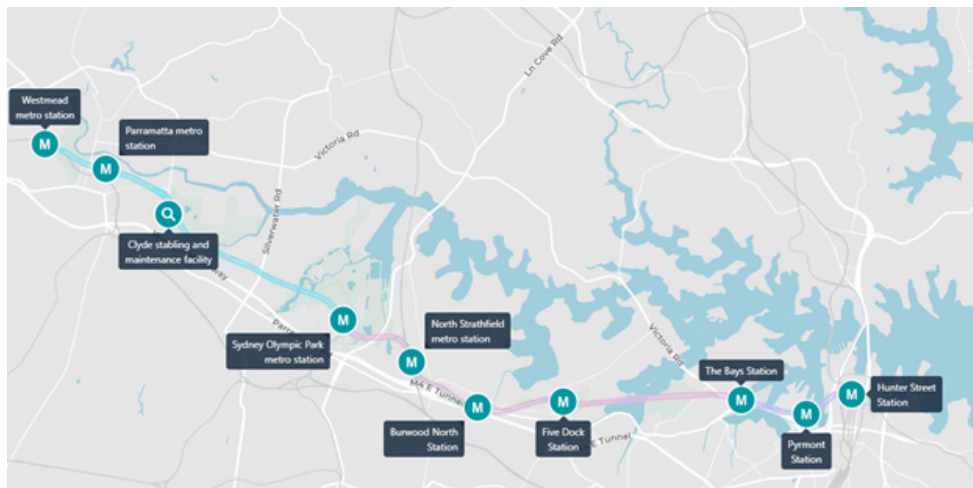 Westmead
metro station
M
Parramatta metro
station
M
Clyde stabling and
maintenance facility
way
Silverwater Rd
Victoria Rd
Ln Cove Rd
M
Sydney Olympic Park
metro station
Parra
North Strathfield
metro station
M
M4 E Tunnel
Burwood North
Station
M
Five Dock
Station
M
E Tunnel
Victoria Rd
The Bays Station
M
Pyrmont
Station
M
Hunter Street
Station
M